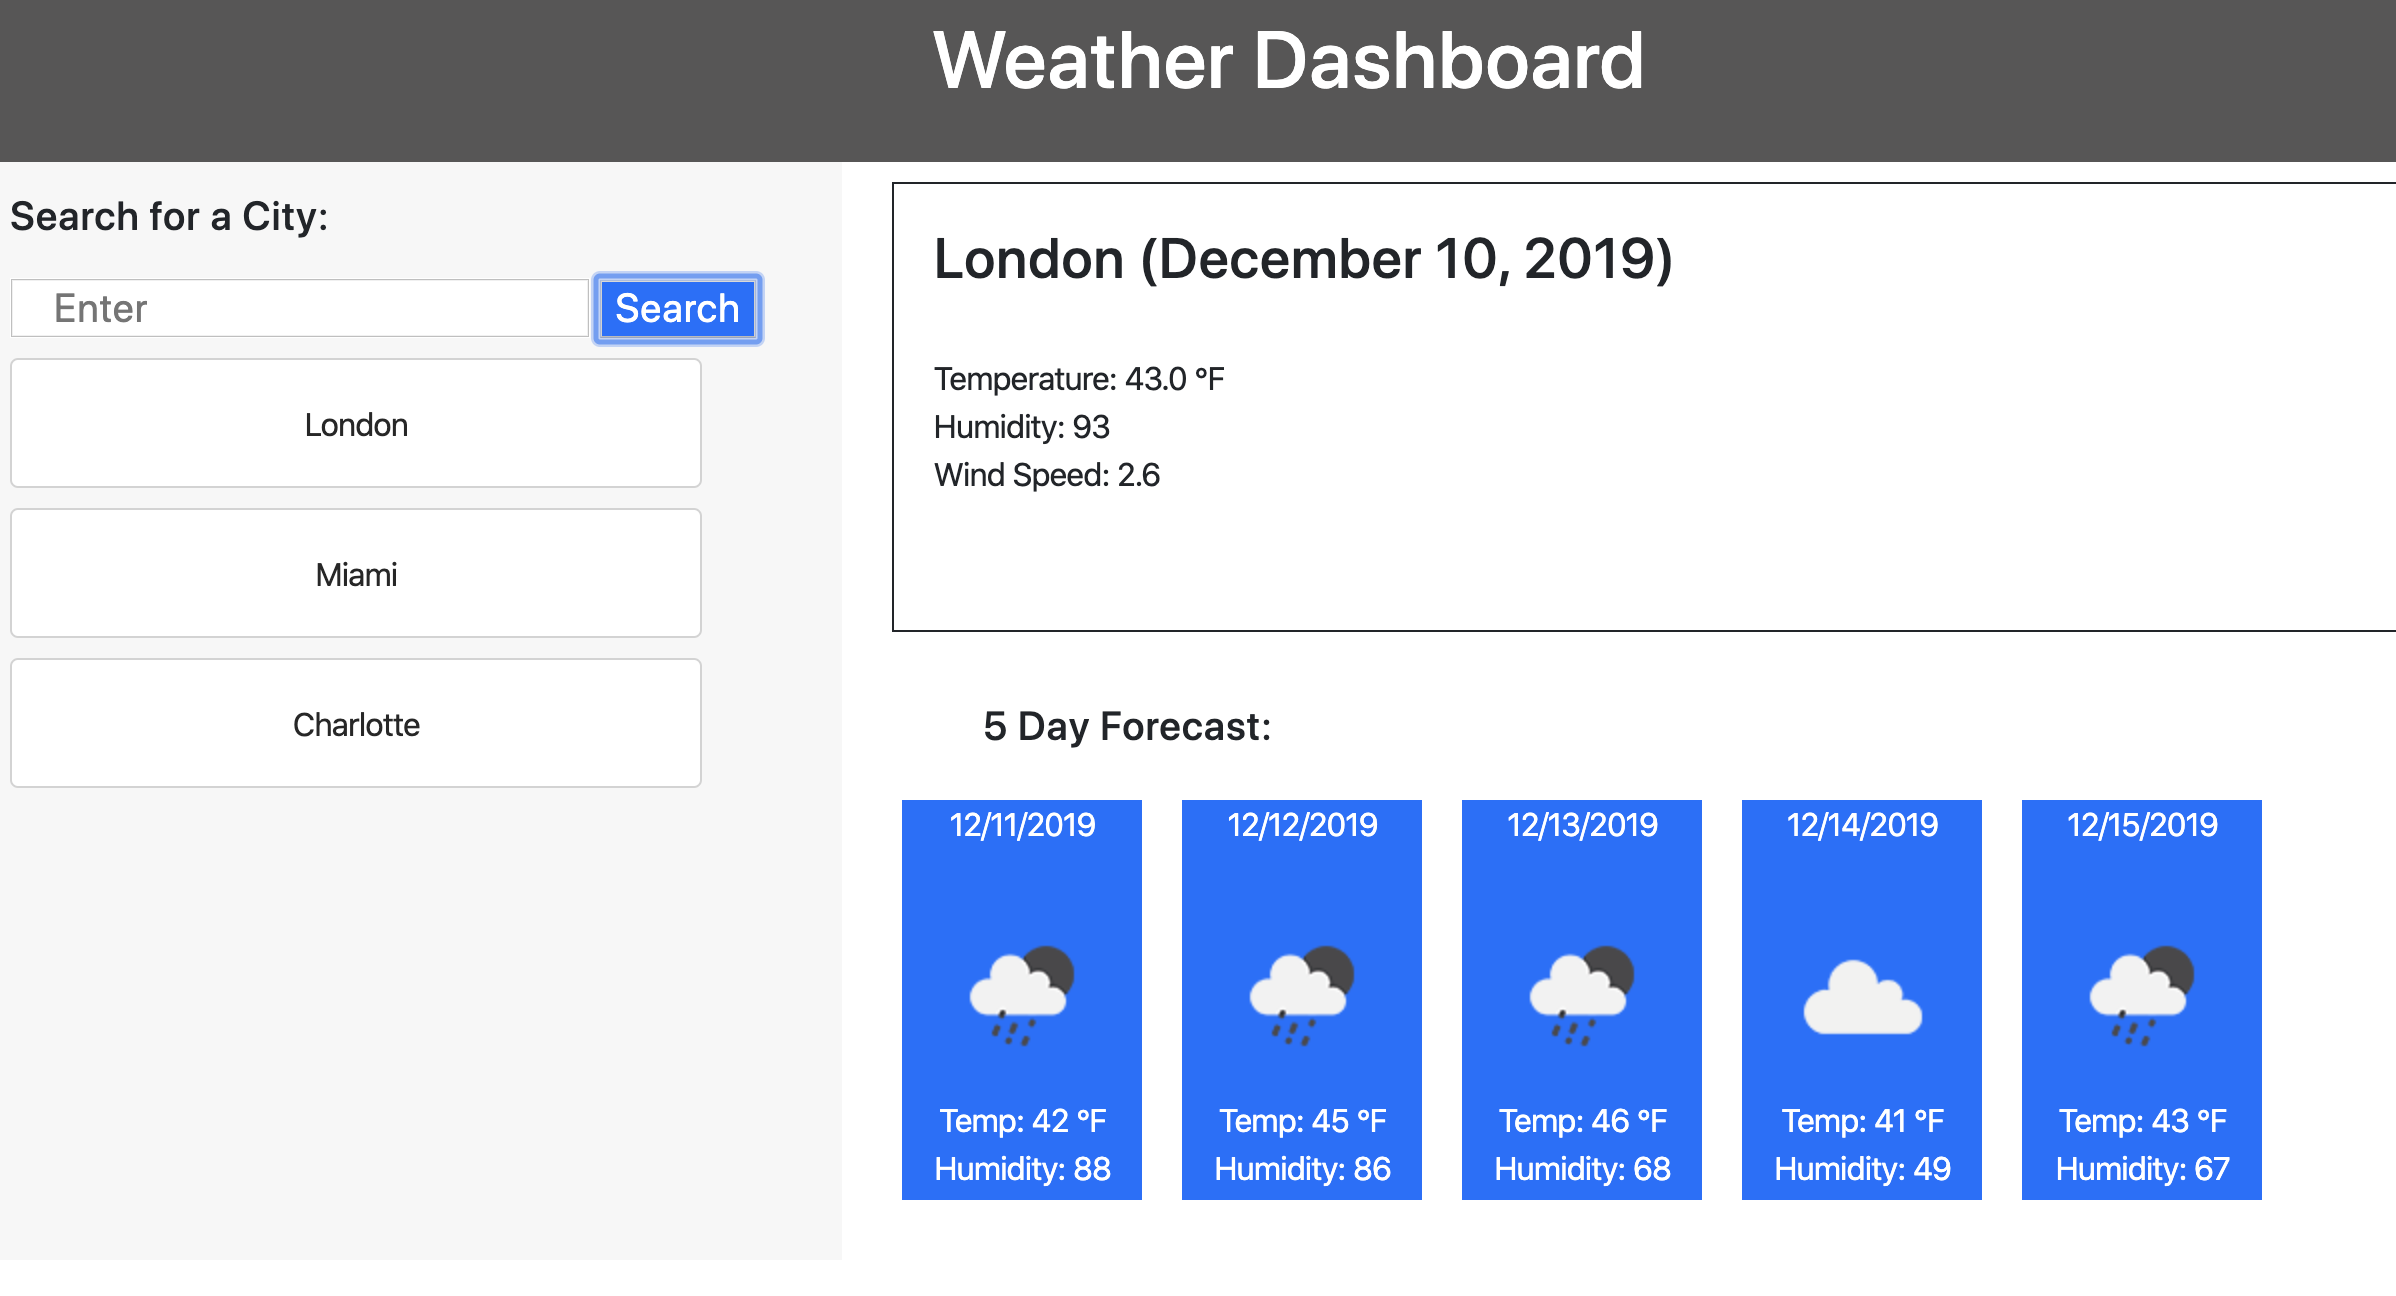 Weather Dashboard
Search for a City:
Enter
Search
London
Miami
Charlotte
London (December 10, 2019)
Temperature: 43.0 °F
Humidity: 93
Wind Speed: 2.6
5 Day Forecast:
12/11/2019
Temp: 42 °F
Humidity: 88
12/12/2019
Temp: 45 °F
Humidity: 86
12/13/2019
Temp: 46 °F
Humidity: 68
12/14/2019
Temp: 41 °F
Humidity: 49
12/15/2019
Temp: 43 °F
Humidity: 67